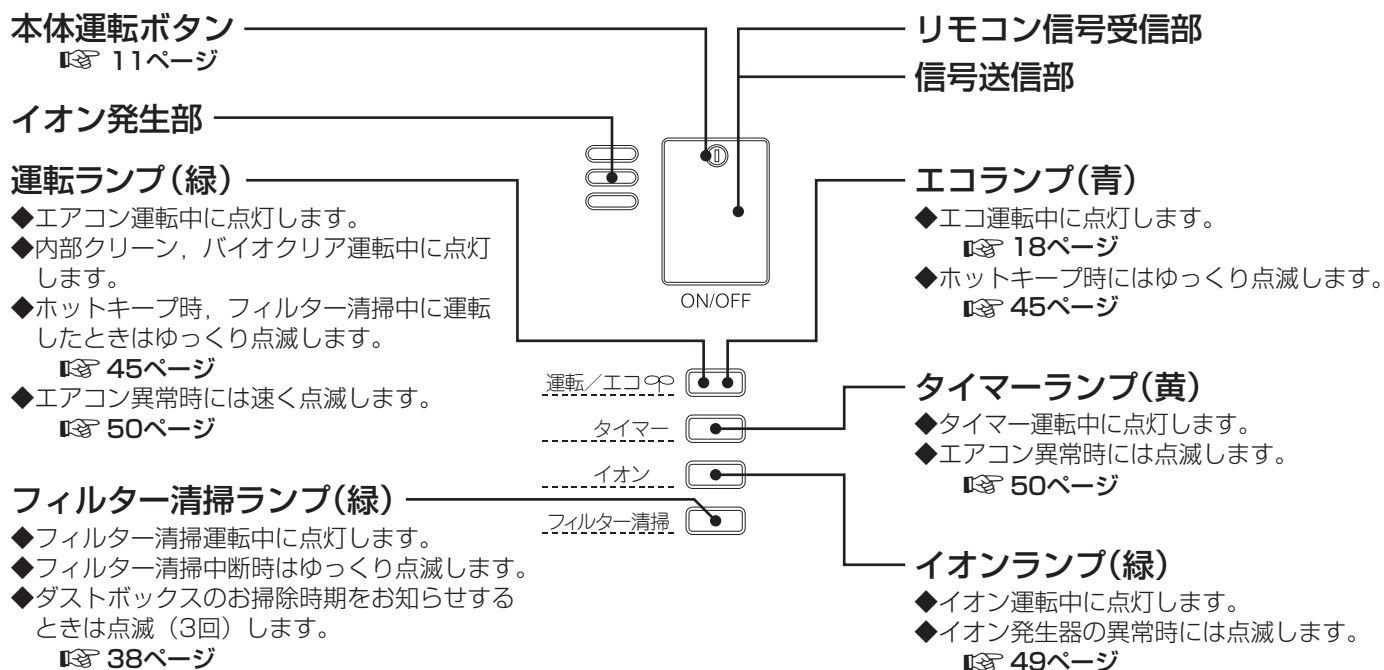 本体運転ボタン
☞ 11ページ
イオン発生部
運転ランプ（緑）
◆エアコン運転中に点灯します。
◆内部クリーン，バイオクリア運転中に点灯
します。
◆ホットキープ時，フィルター清掃中に運転
したときはゆっくり点滅します。
☞ 45ページ
◆エアコン異常時には速く点滅します。
☞ 50ページ
フィルター清掃ランプ（緑）
◆フィルター清掃運転中に点灯します。
◆フィルター清掃中断時はゆっくり点滅します。
◆ダストボックスのお掃除時期をお知らせする
ときは点滅（3回）します。
☞ 38ページ
ON/OFF
運転／エコ
タイマー
イオン
フィルター清掃
リモコン信号受信部
信号送信部
エコランプ（青）
◆エコ運転中に点灯します。
☞ 18ページ
◆ホットキープ時にはゆっくり点滅します。
☞ 45ページ
タイマーランプ（黄）
◆タイマー運転中に点灯します。
◆エアコン異常時には点滅します。
☞ 50ページ
イオンランプ（緑）
◆イオン運転中に点灯します。
◆イオン発生器の異常時には点滅します。
☞ 49ページ